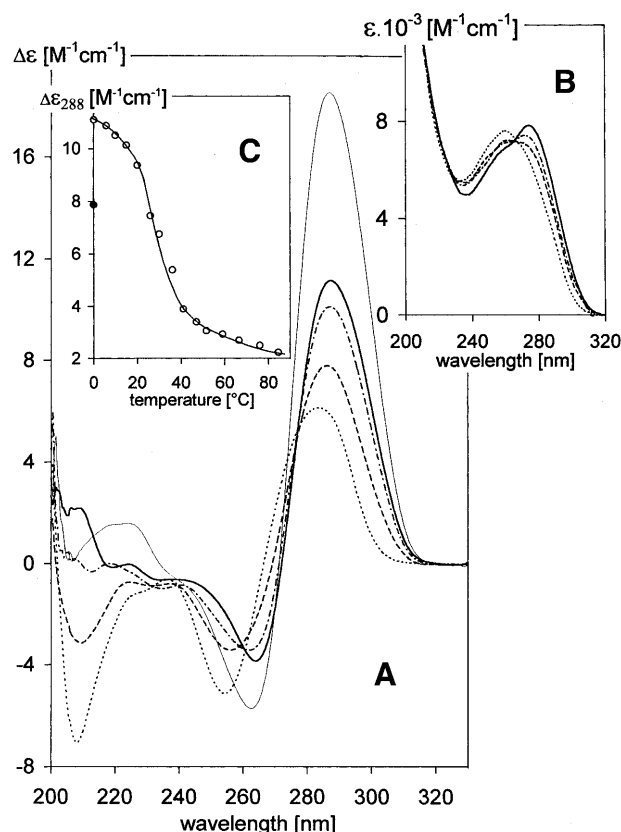 Δε [M⁻¹cm⁻¹]
16
12
8
4
0
-4
-8
200 220 240 260 280 300 320
wavelength [nm]
A
ε.10⁻³ [M⁻¹cm⁻¹]
B
8
4
0
200 240 280 320
wavelength [nm]
Δε₂₈₈ [M⁻¹cm⁻¹]
C
10
8
6
4
2
0 20 40 60 80
temperature [°C]